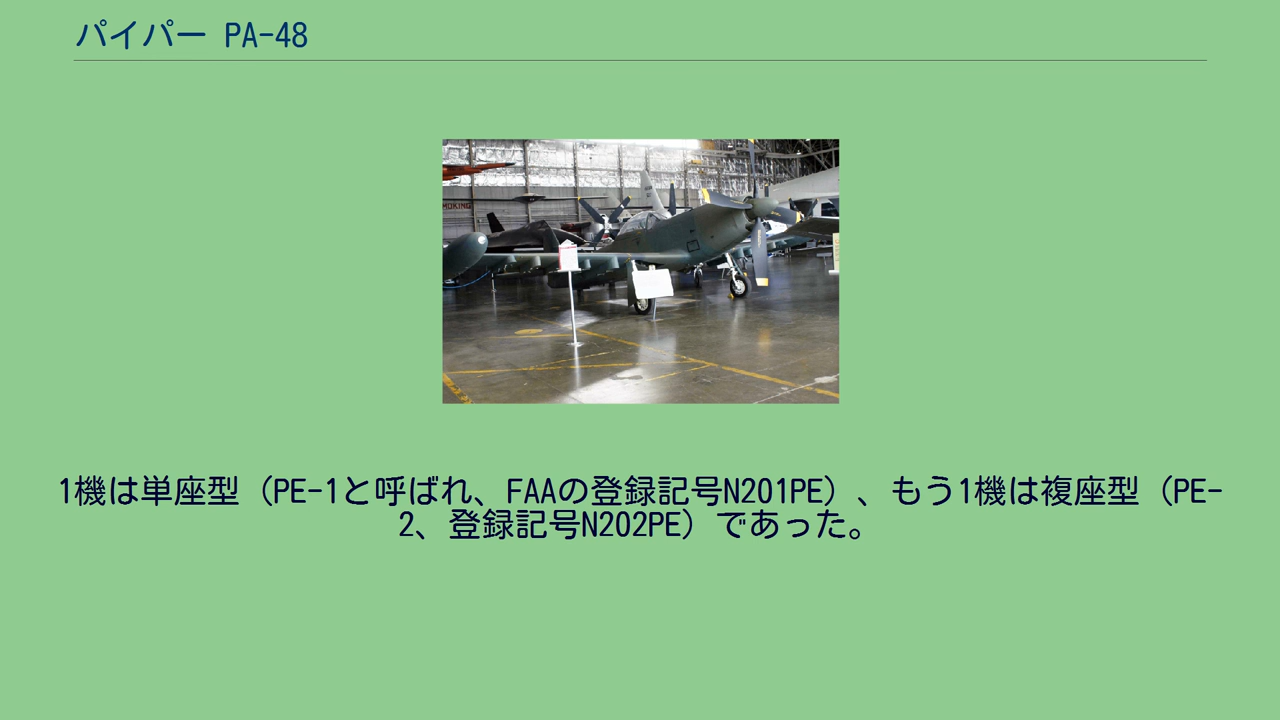 パイパー PA-48
MOKING
1機は単座型（PE-1と呼ばれ、FAAの登録記号N201PE）、もう1機は複座型（PE-
2、登録記号N202PE）であった。